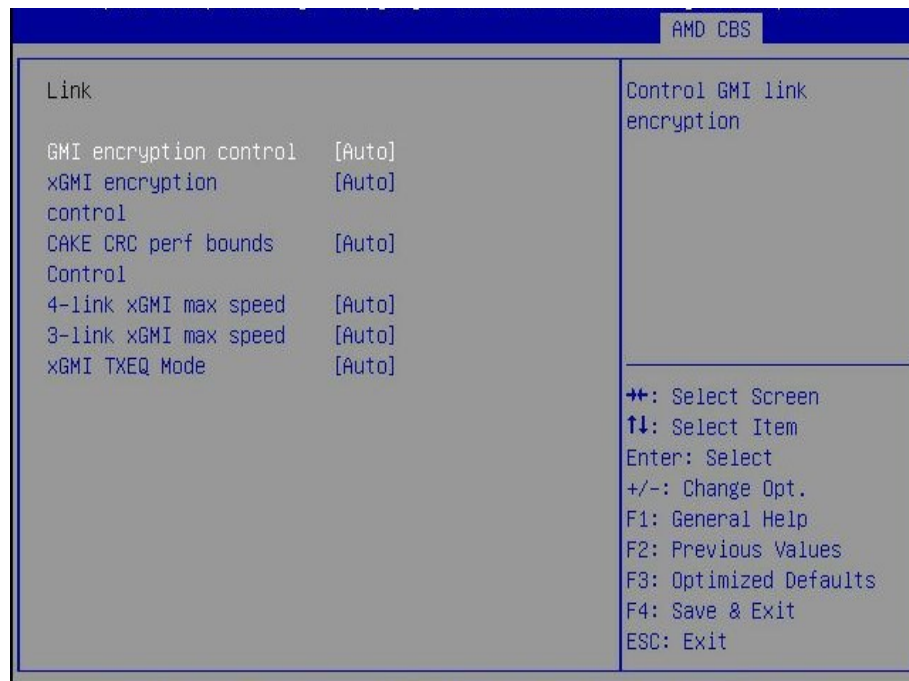 AMD CBS
Link
GMI encryption control [Auto]
xGMI encryption [Auto]
control
CAKE CRC perf bounds [Auto]
Control
4-link xGMI max speed [Auto]
3-link xGMI max speed [Auto]
xGMI TXEQ Mode [Auto]
Control GMI link
encryption
→←: Select Screen
↑↓: Select Item
Enter: Select
+/-: Change Opt.
F1: General Help
F2: Previous Values
F3: Optimized Defaults
F4: Save & Exit
ESC: Exit